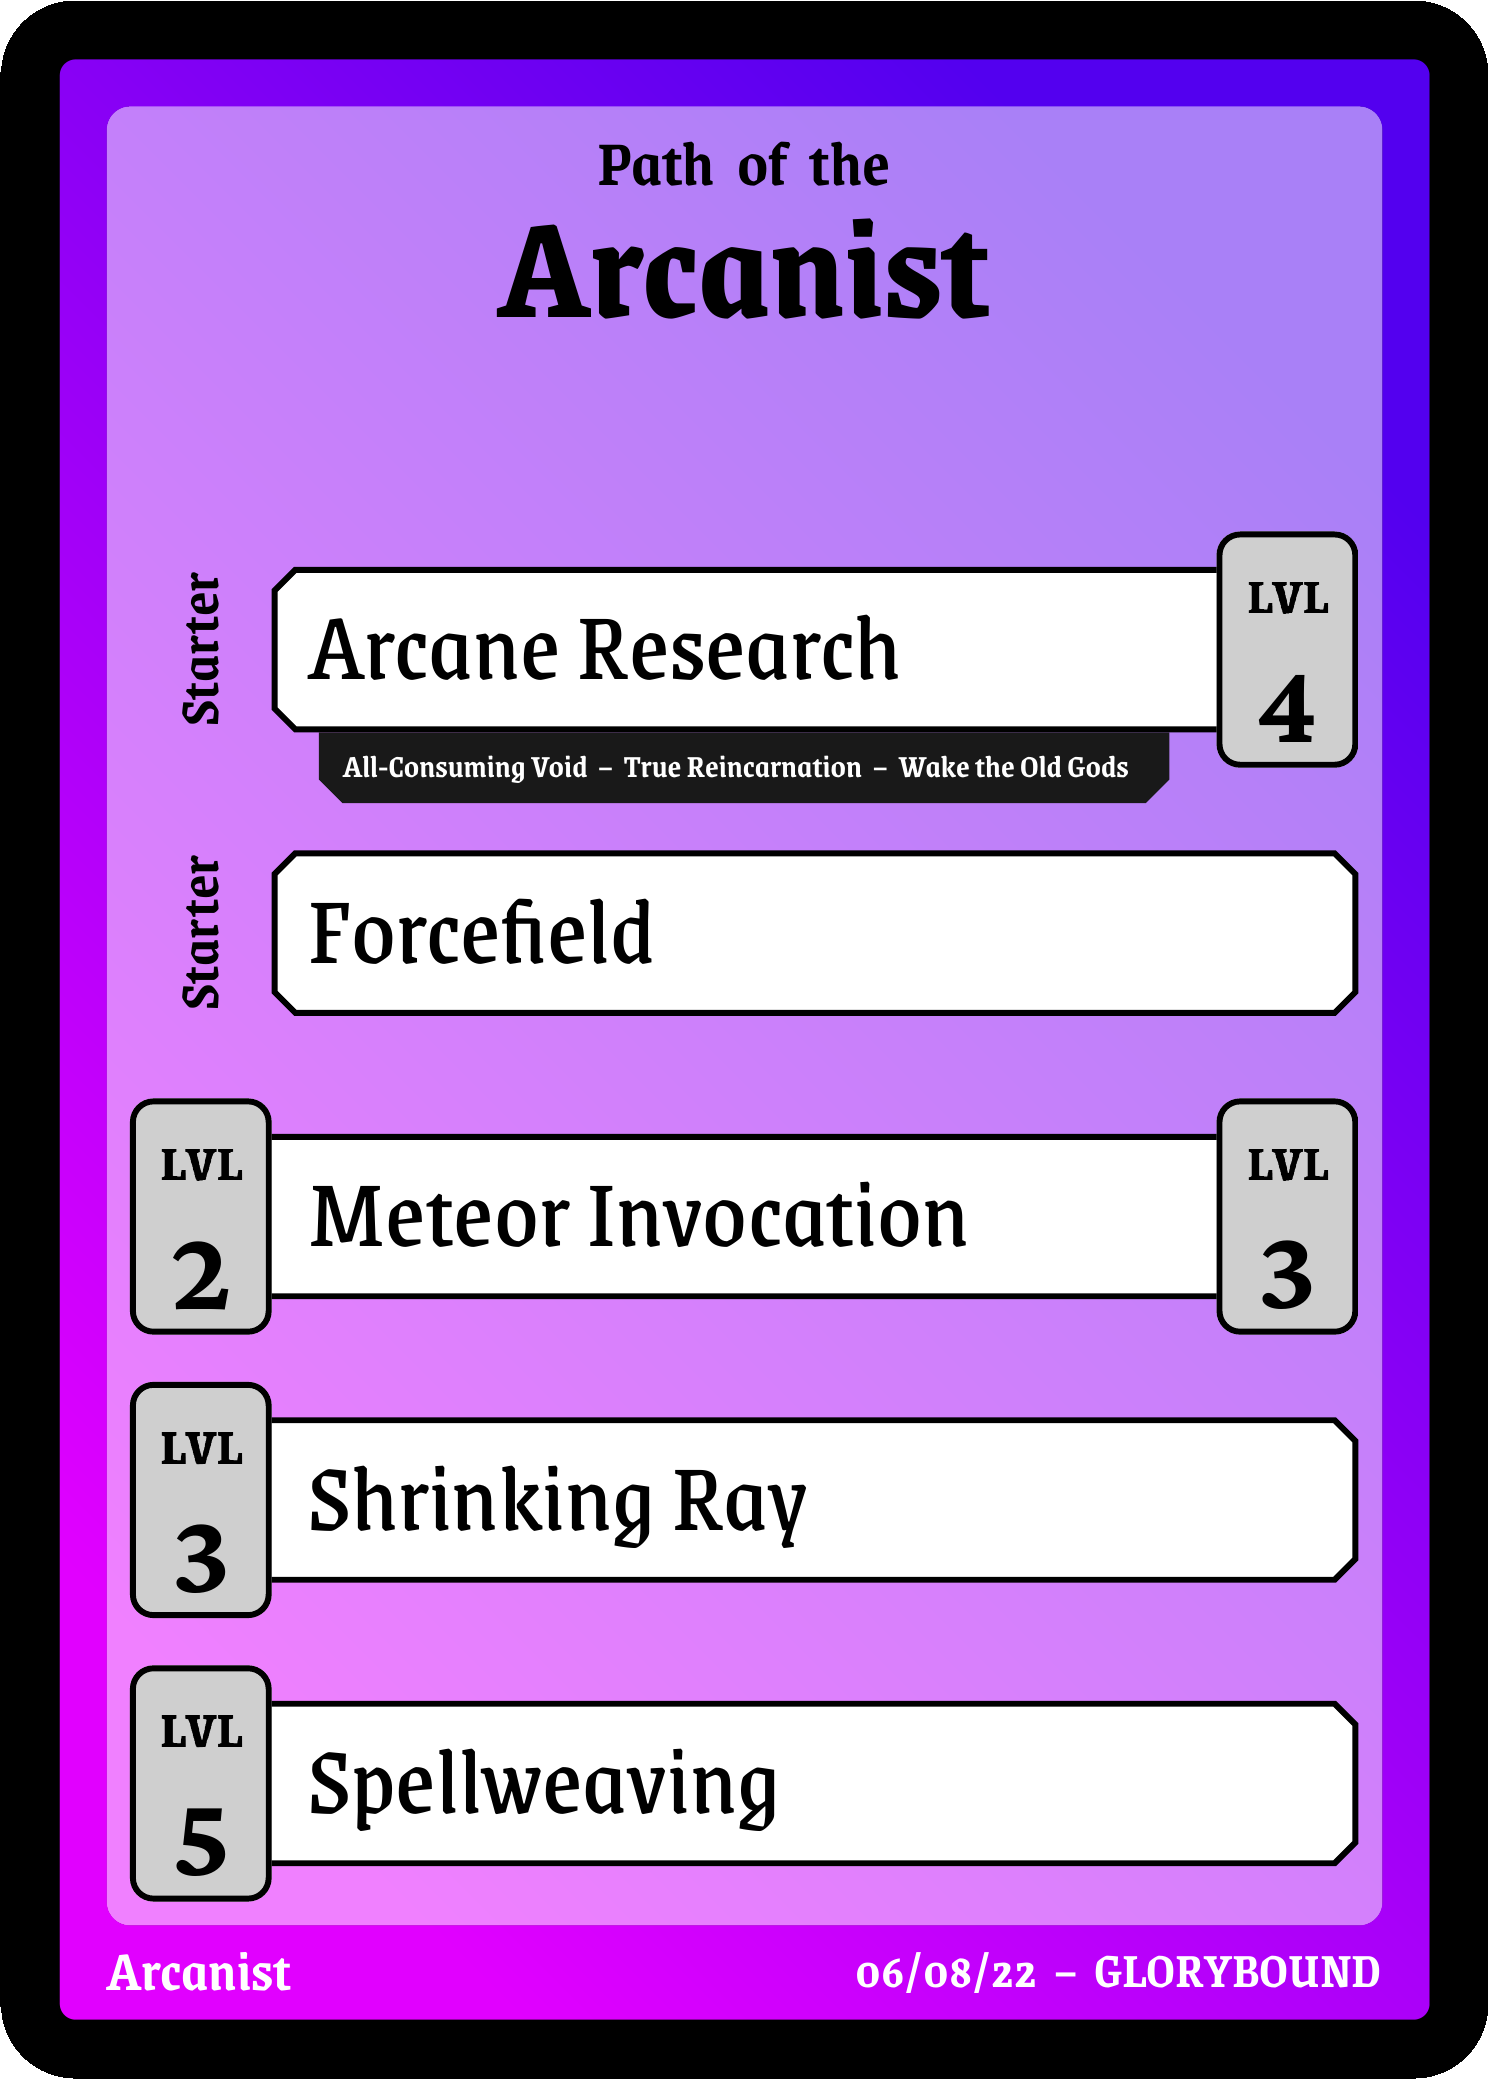 Path of the
Arcanist
Starter
Arcane Research
LVL
4
All-Consuming Void – True Reincarnation – Wake the Old Gods
Starter
Forcefield
LVL
2
Meteor Invocation
LVL
3
LVL
3
Shrinking Ray
LVL
5
Spellweaving
Arcanist
06/08/22 – GLORYBOUND